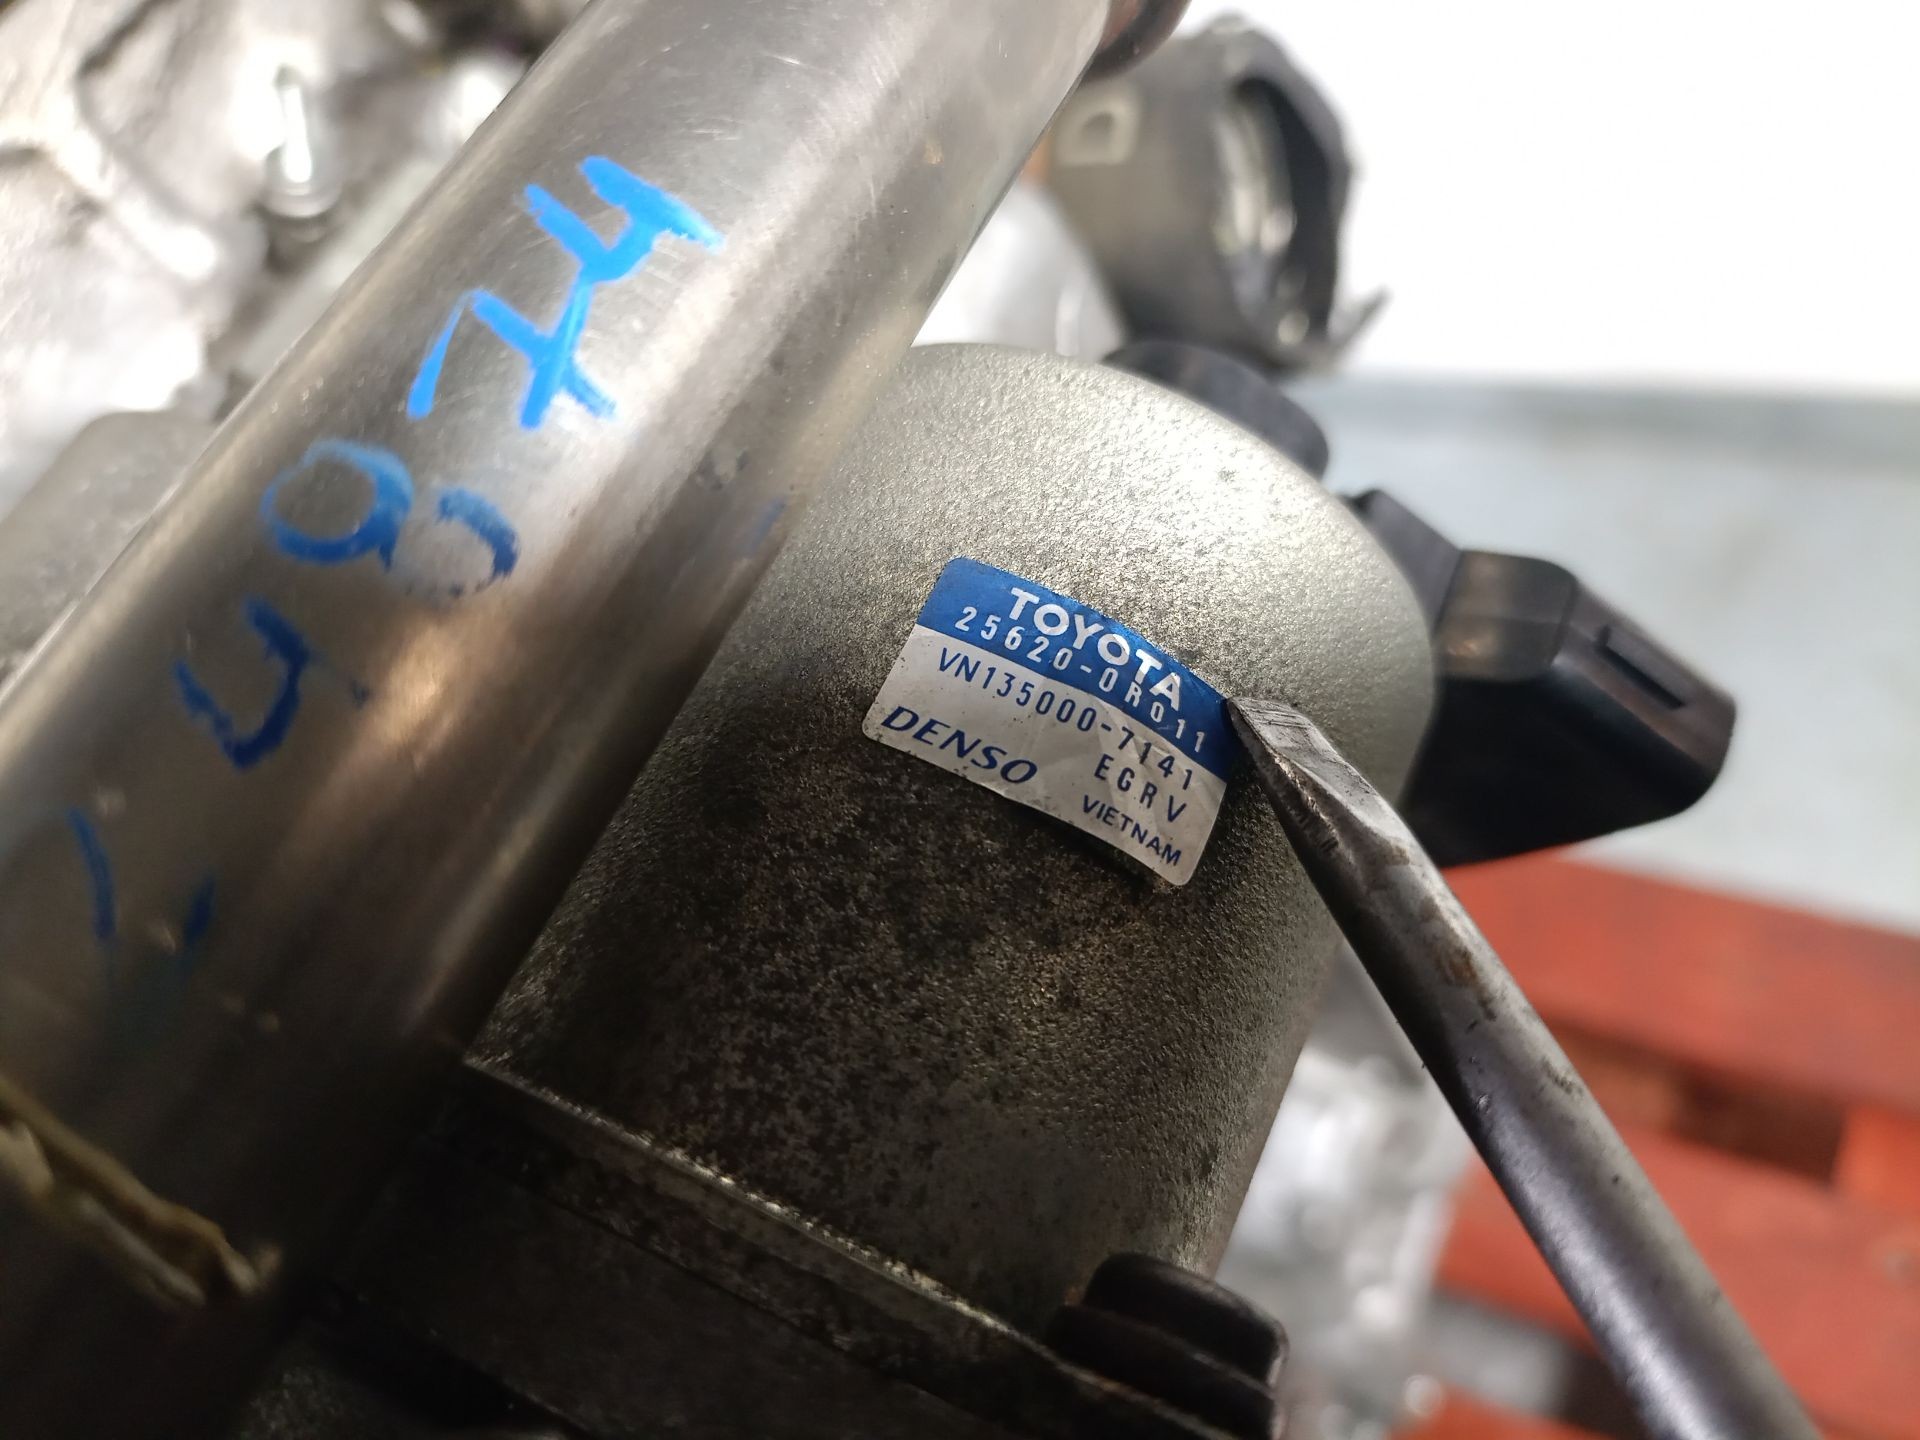 TOYOTA
25620-0R011
VN135000-7141
EGRV
DENSO
VIETNAM